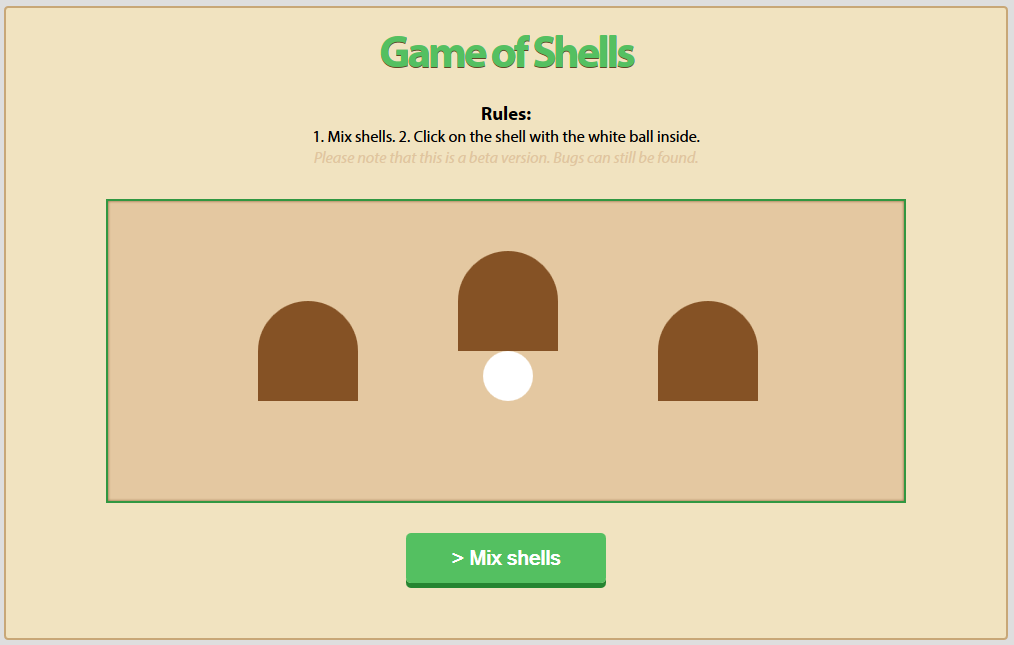 Game of Shells
Rules:
1. Mix shells. 2. Click on the shell with the white ball inside.
Please note that this is a beta version. Bugs can still be found.
> Mix shells